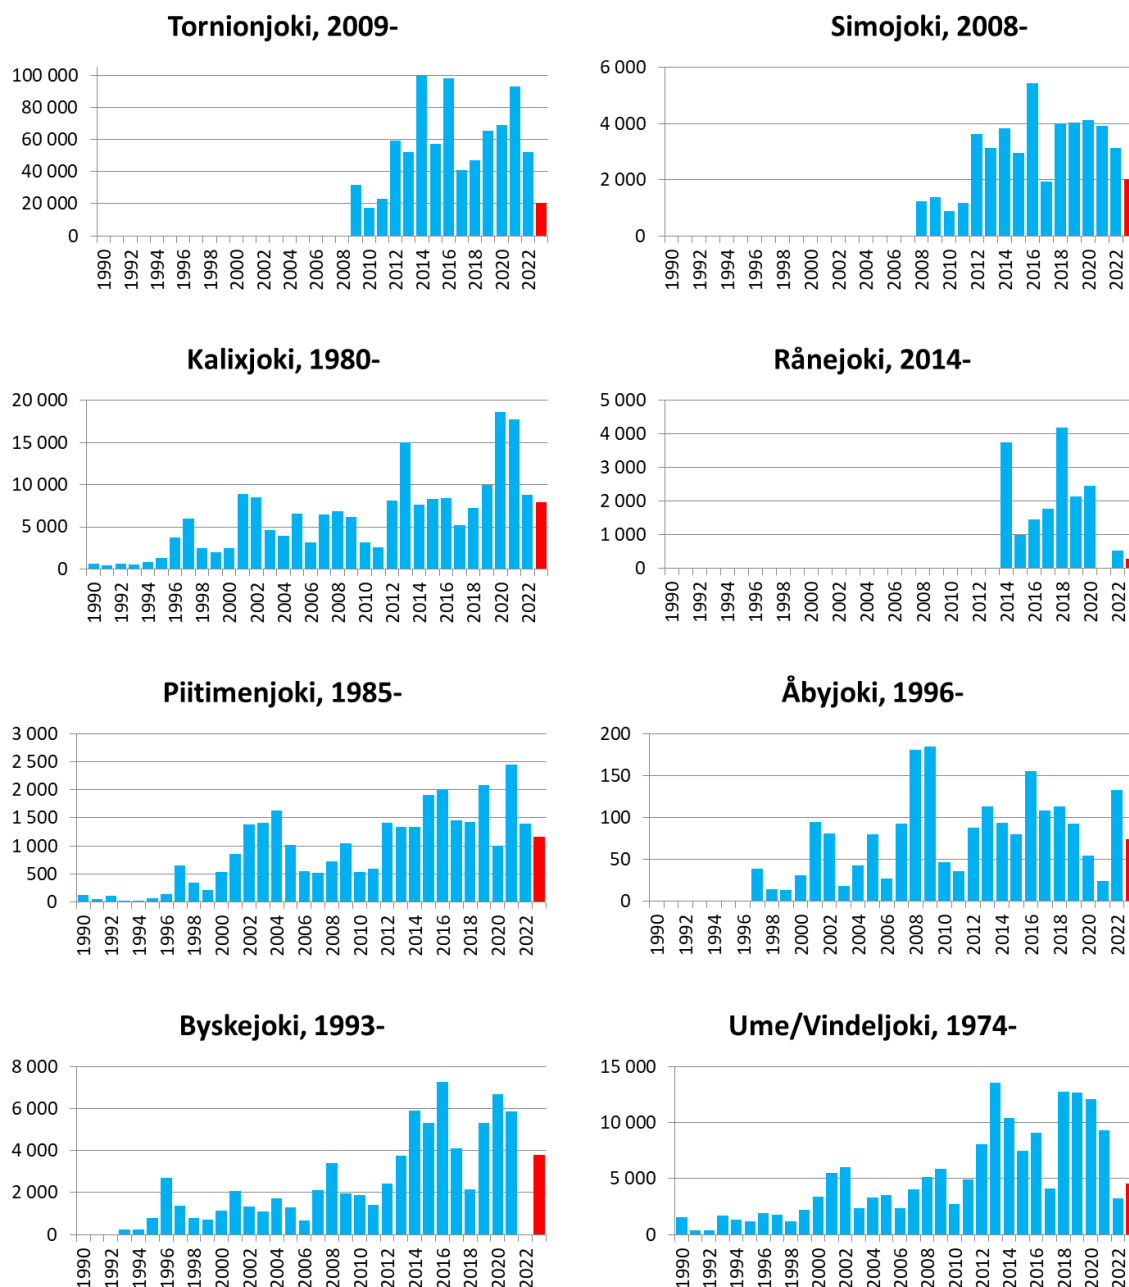 Tornionjoki, 2009-
100 000
80 000
60 000
40 000
20 000
0
1990 1992 1994 1996 1998 2000 2002 2004 2006 2008 2010 2012 2014 2016 2018 2020 2022
Simojoki, 2008-
6 000
4 000
2 000
0
1990 1992 1994 1996 1998 2000 2002 2004 2006 2008 2010 2012 2014 2016 2018 2020 2022
Kalixjoki, 1980-
20 000
15 000
10 000
5 000
0
1990 1992 1994 1996 1998 2000 2002 2004 2006 2008 2010 2012 2014 2016 2018 2020 2022
Rånejoki, 2014-
5 000
4 000
3 000
2 000
1 000
0
1990 1992 1994 1996 1998 2000 2002 2004 2006 2008 2010 2012 2014 2016 2018 2020 2022
Piitimenjoki, 1985-
3 000
2 500
2 000
1 500
1 000
500
0
1990 1992 1994 1996 1998 2000 2002 2004 2006 2008 2010 2012 2014 2016 2018 2020 2022
Åbyjoki, 1996-
200
150
100
50
0
1990 1992 1994 1996 1998 2000 2002 2004 2006 2008 2010 2012 2014 2016 2018 2020 2022
Byskejoki, 1993-
8 000
6 000
4 000
2 000
0
1990 1992 1994 1996 1998 2000 2002 2004 2006 2008 2010 2012 2014 2016 2018 2020 2022
Ume/Vindeljoki, 1974-
15 000
10 000
5 000
0
1990 1992 1994 1996 1998 2000 2002 2004 2006 2008 2010 2012 2014 2016 2018 2020 2022